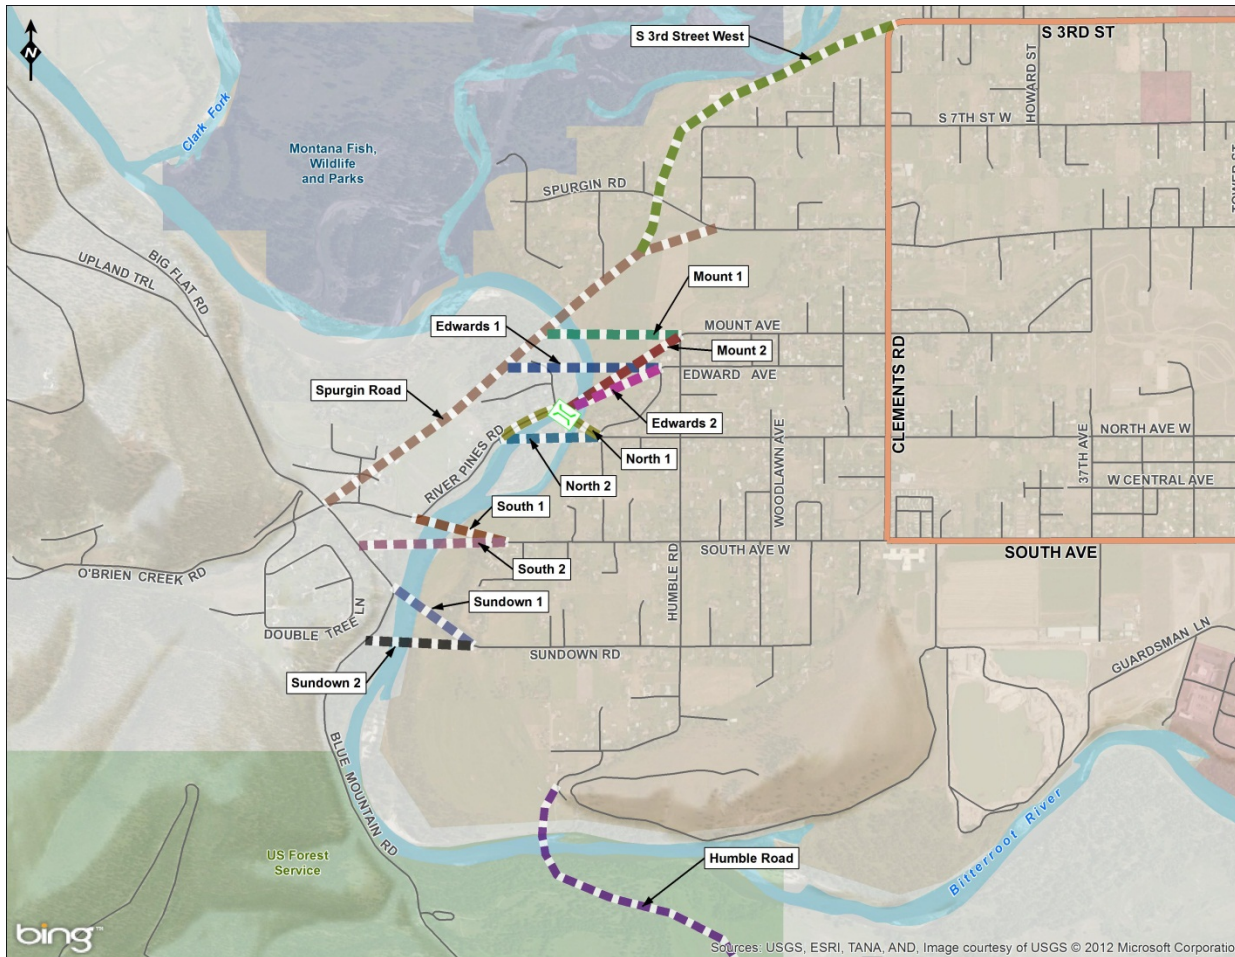 S 3rd Street West
S 3RD ST
N
HOWARD ST
Clark Fork
S 7TH ST W
Montana Fish,
Wildlife
and Parks
SPURGIN RD
BIG FLAT RD
UPLAND TRL
Mount 1
Edwards 1
MOUNT AVE
Mount 2
EDWARD AVE
CLEMENTS RD
Spurgin Road
Edwards 2
NORTH AVE W
RIVER PINES RD
North 1
WOODLAWN AVE
37TH AVE
North 2
W CENTRAL AVE
South 1
SOUTH AVE W
SOUTH AVE
South 2
O'BRIEN CREEK RD
HUMBLE RD
Sundown 1
DOUBLE TREE LN
GUARDSMAN LN
SUNDOWN RD
Sundown 2
BLUE MOUNTAIN RD
Bitterroot River
US Forest
Service
Humble Road
bing™
Sources: USGS, ESRI, TANA, AND, Image courtesy of USGS © 2012 Microsoft Corporatio